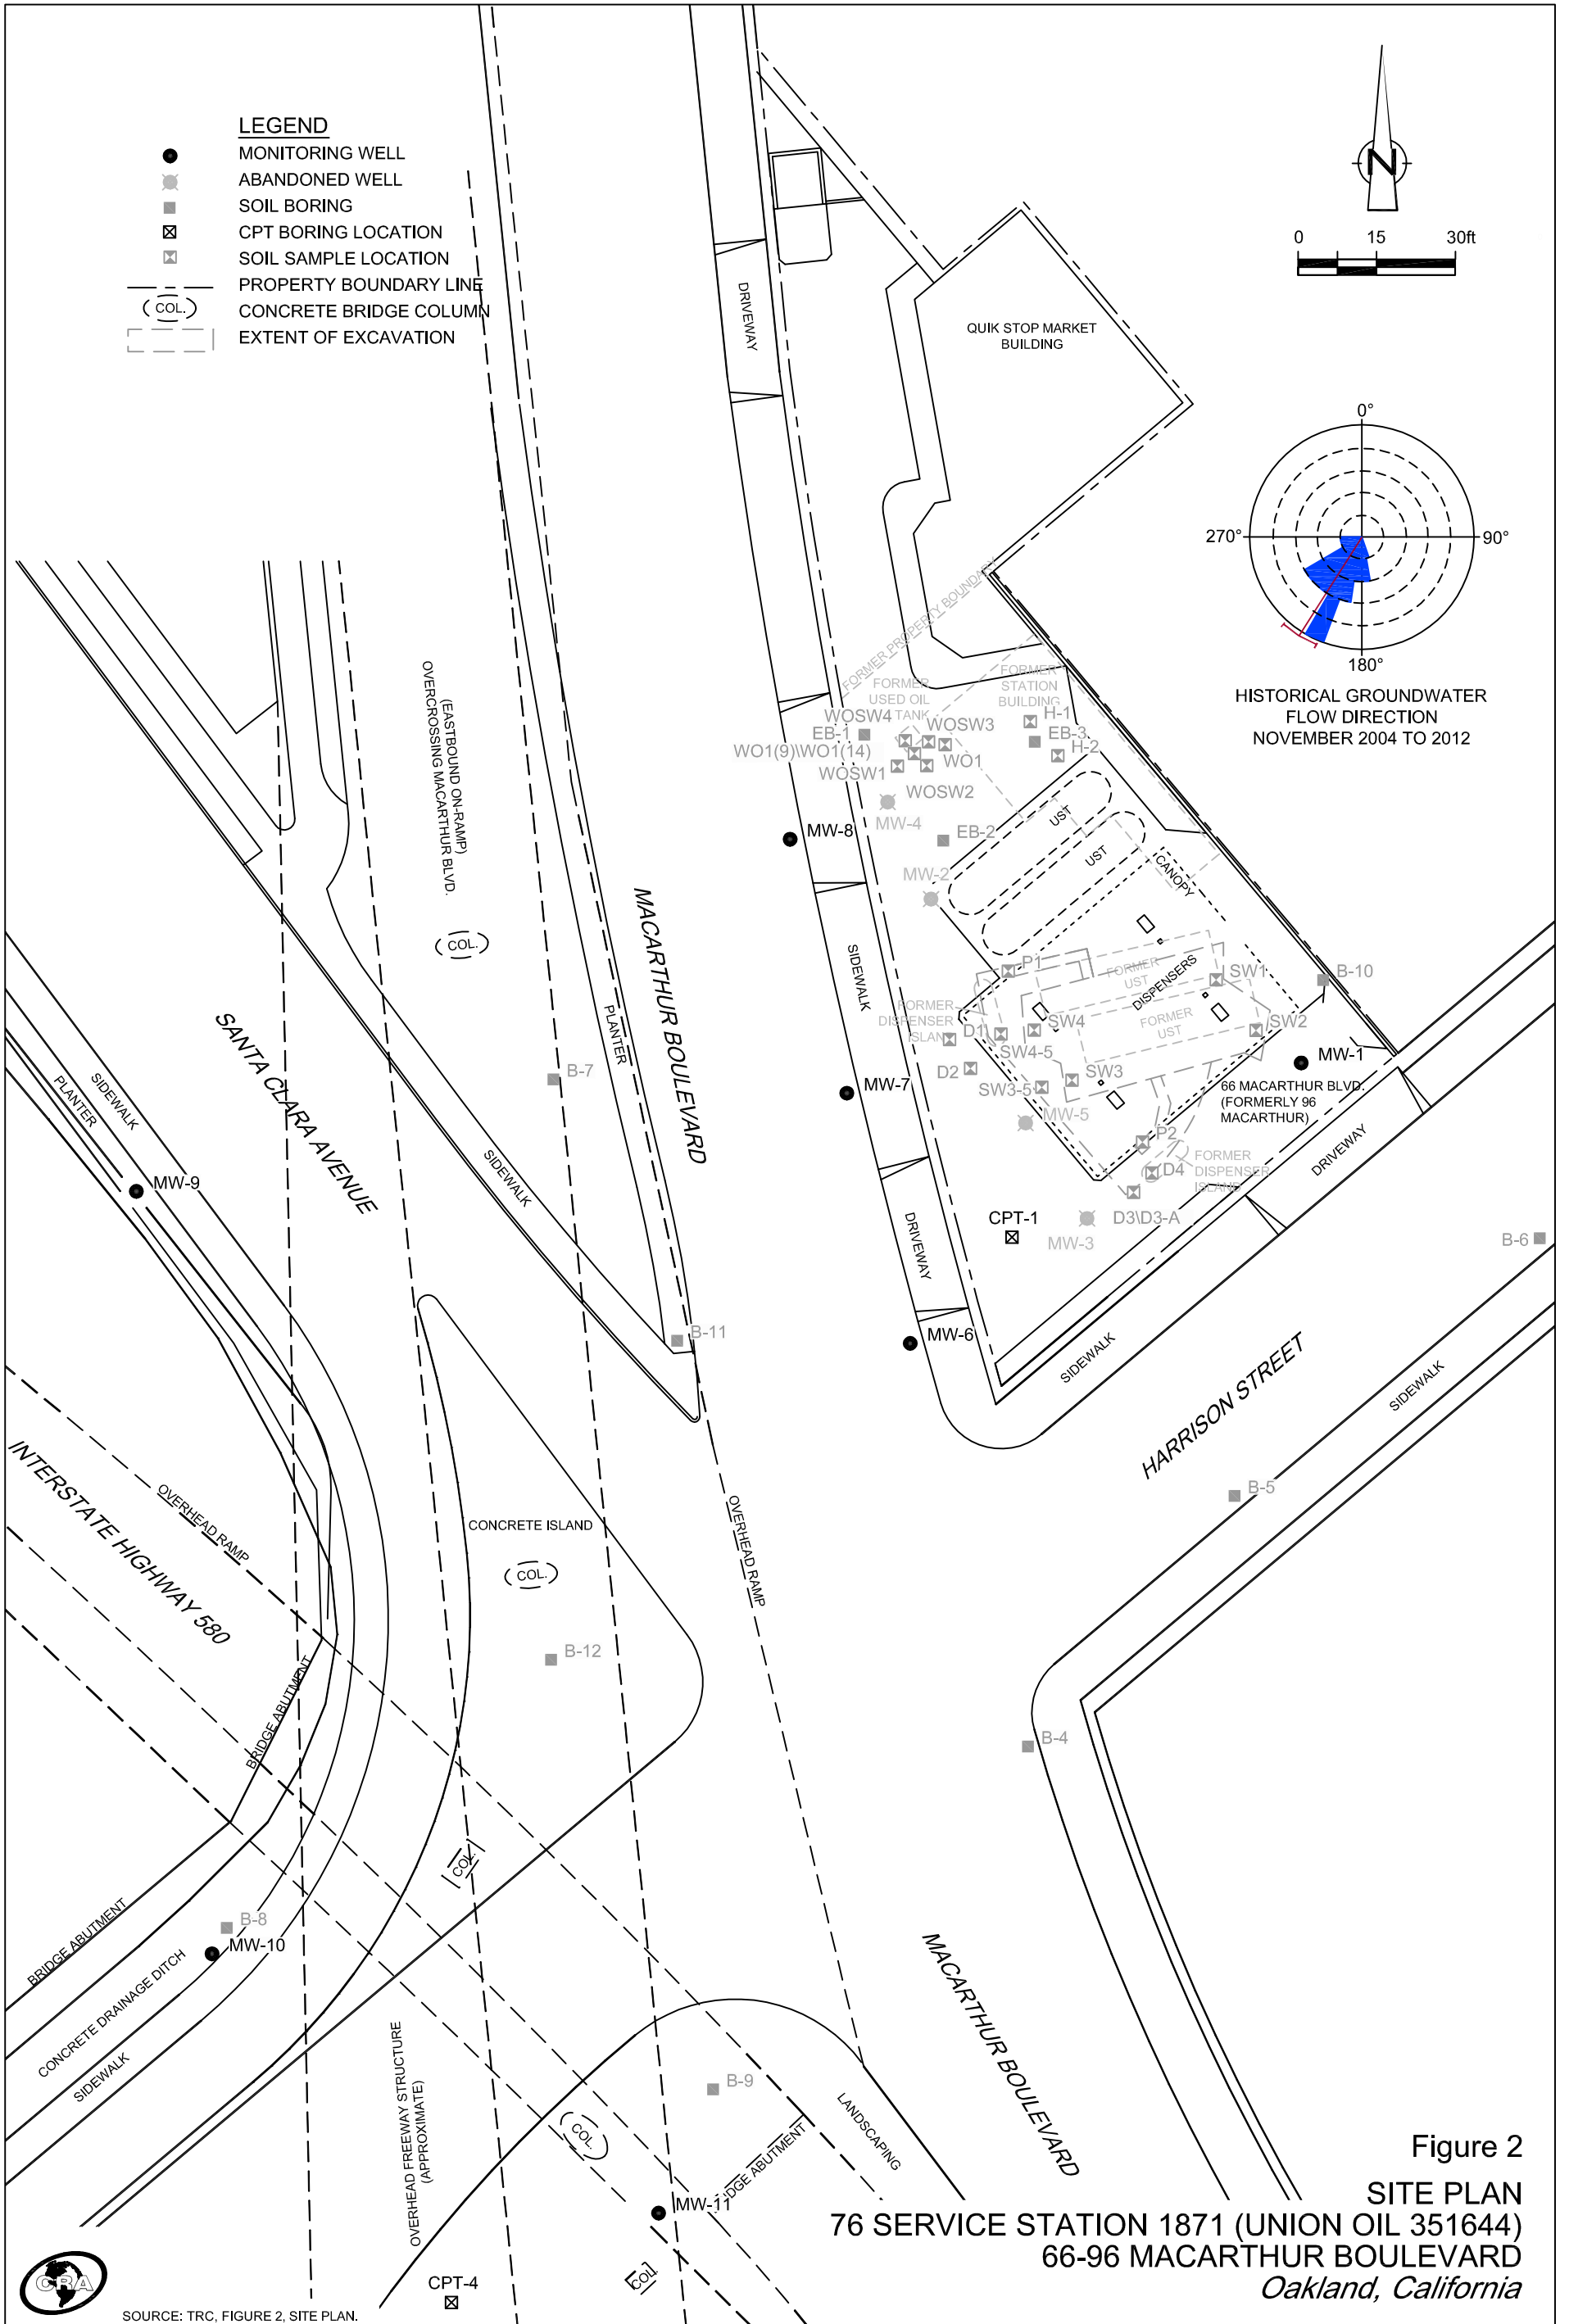 LEGEND
MONITORING WELL
ABANDONED WELL
SOIL BORING
CPT BORING LOCATION
SOIL SAMPLE LOCATION
PROPERTY BOUNDARY LINE
COL.
CONCRETE BRIDGE COLUMN
EXTENT OF EXCAVATION
N
0 15 30ft
DRIVEWAY
QUIK STOP MARKET
BUILDING
0°
270°
90°
180°
HISTORICAL GROUNDWATER
FLOW DIRECTION
NOVEMBER 2004 TO 2012
FORMER PROPERTY BOUNDARY
FORMER
USED OIL
TANK
FORMER
STATION
BUILDING
WOSW4
WOSW3
H-1
EB-1
EB-3
WO1(9)\WO1(14)
WO1
H-2
WOSW1
WOSW2
MW-4
MW-8
EB-2
UST
UST
CANOPY
MW-2
(EASTBOUND ON-RAMP)
OVERCROSSING MACARTHUR BLVD.
COL.
MACARTHUR BOULEVARD
SIDEWALK
P1
FORMER
UST
DISPENSERS
SW1
B-10
FORMER
DISPENSER
ISLAND
D1
SW4
FORMER
UST
SW2
SW4-5
MW-1
D2
SW3-5
SW3
66 MACARTHUR BLVD.
(FORMERLY 96
MACARTHUR)
MW-7
MW-5
P2
D4
FORMER
DISPENSER
ISLAND
DRIVEWAY
D3\D3-A
CPT-1
MW-3
B-6
PLANTER
B-7
SANTA CLARA AVENUE
SIDEWALK
PLANTER
MW-9
SIDEWALK
DRIVEWAY
B-11
MW-6
SIDEWALK
HARRISON STREET
SIDEWALK
B-5
INTERSTATE HIGHWAY 580
OVERHEAD RAMP
CONCRETE ISLAND
COL.
OVERHEAD RAMP
B-12
BRIDGE ABUTMENT
B-4
COL.
B-8
MW-10
BRIDGE ABUTMENT
CONCRETE DRAINAGE DITCH
SIDEWALK
MACARTHUR BOULEVARD
OVERHEAD FREEWAY STRUCTURE
(APPROXIMATE)
B-9
LANDSCAPING
COL.
ABUTMENT
MW-11
COL.
CPT-4
Figure 2
SITE PLAN
76 SERVICE STATION 1871 (UNION OIL 351644)
66-96 MACARTHUR BOULEVARD
Oakland, California
CRA
SOURCE: TRC, FIGURE 2, SITE PLAN.